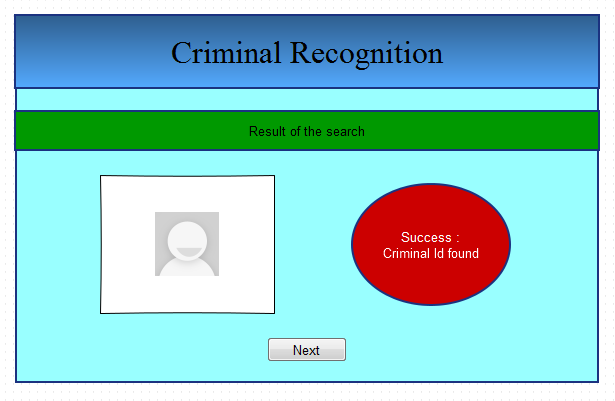 Criminal Recognition
Result of the search
Success :
Criminal Id found
Next